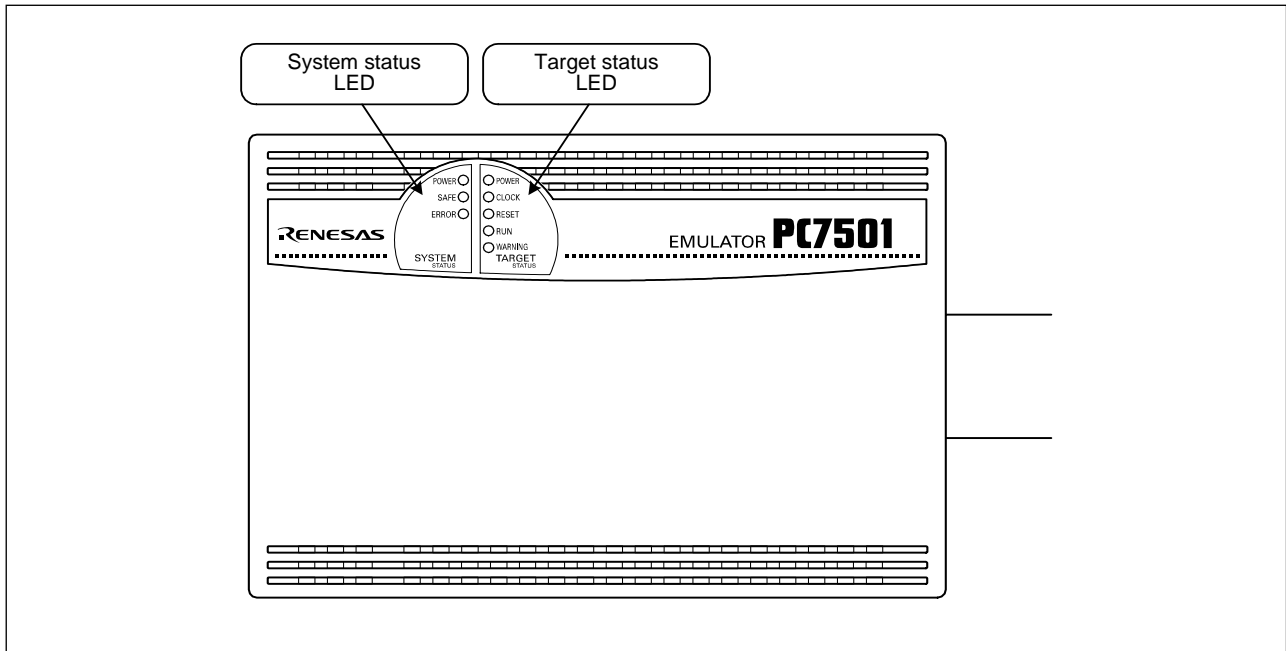 System status
LED
Target status
LED
POWER
SAFE
ERROR
SYSTEM
STATUS
POWER
CLOCK
RESET
RUN
WARNING
TARGET
STATUS
RENESAS
EMULATOR PC7501